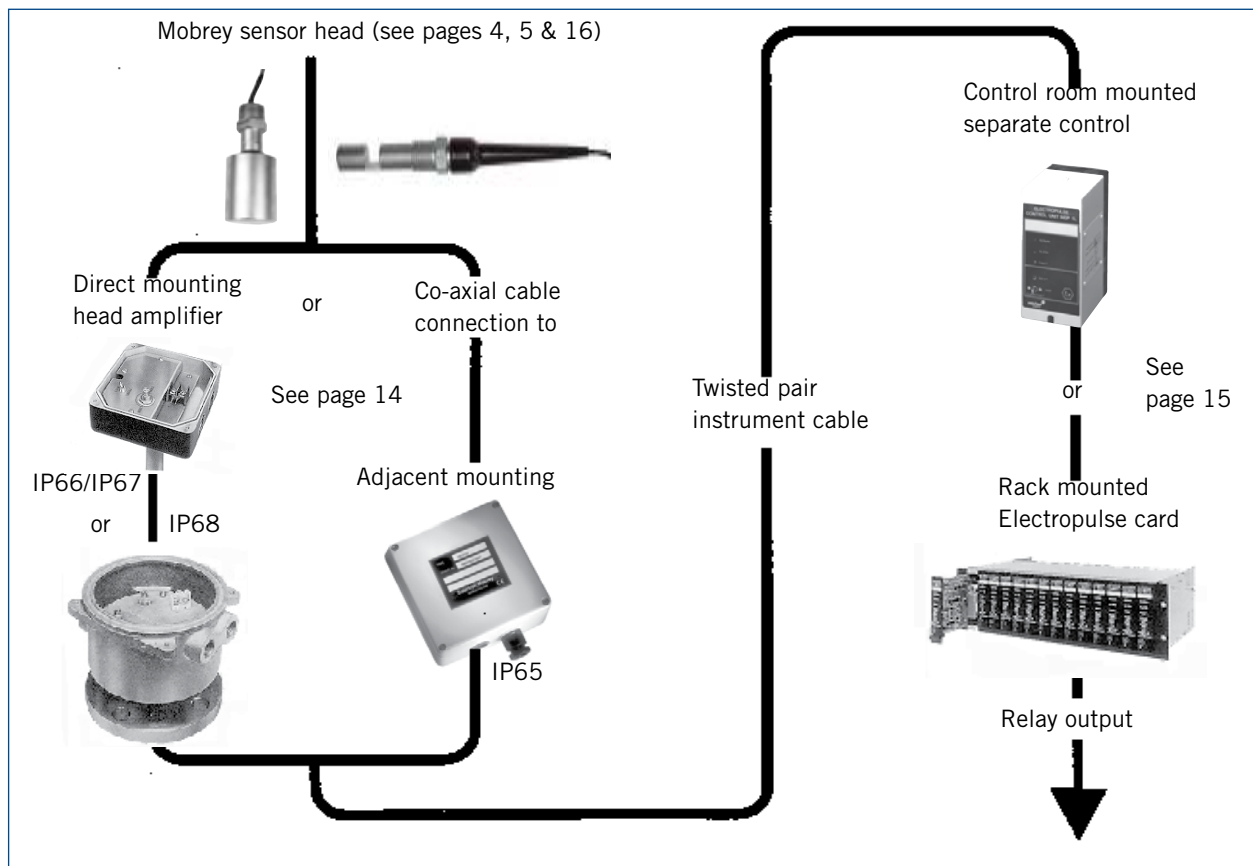 Mobrey sensor head (see pages 4, 5 & 16)
Direct mounting
head amplifier
or
Co-axial cable
connection to
See page 14
IP66/IP67
or
IP68
Adjacent mounting
IP65
Twisted pair
instrument cable
Control room mounted
separate control
ELECTROPULSE
or
See
page 15
Rack mounted
Electropulse card
Relay output